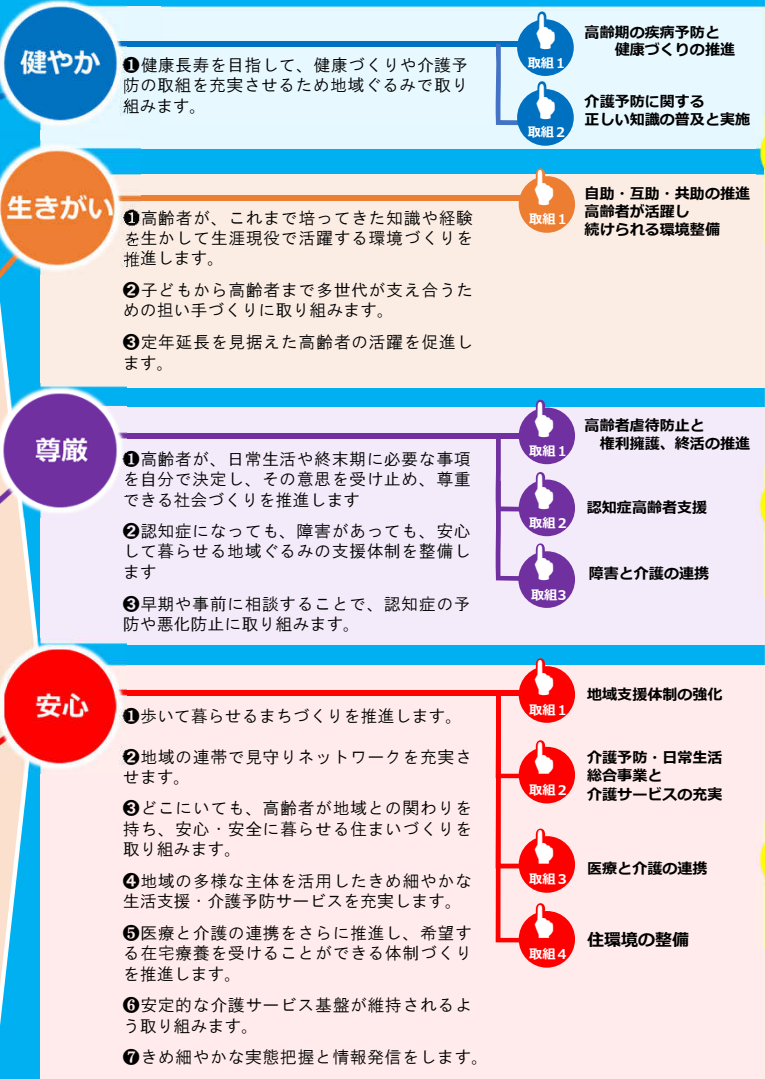 健やか
❶健康長寿を目指して、健康づくりや介護予
防の取組を充実させるため地域ぐるみで取り
組みます。
取組1
高齢期の疾病予防と
健康づくりの推進
取組2
介護予防に関する
正しい知識の普及と実施
生きがい
❶高齢者が、これまで培ってきた知識や経験
を生かして生涯現役で活躍する環境づくりを
推進します。
❷子どもから高齢者まで多世代が支え合うた
めの担い手づくりに取り組みます。
❸定年延長を見据えた高齢者の活躍を促進し
ます。
取組1
自助・互助・共助の推進
高齢者が活躍し
続けられる環境整備
尊厳
❶高齢者が、日常生活や終末期に必要な事項
を自分で決定し、その意思を受け止め、尊重
できる社会づくりを推進します
❷認知症になっても、障害があっても、安心
して暮らせる地域ぐるみの支援体制を整備し
ます
❸早期や事前に相談することで、認知症の予
防や悪化防止に取り組みます。
取組1
高齢者虐待防止と
権利擁護、終活の推進
取組2
認知症高齢者支援
取組3
障害と介護の連携
安心
❶歩いて暮らせるまちづくりを推進します。
❷地域の連帯で見守りネットワークを充実さ
せます。
❸どこにいても、高齢者が地域との関わりを
持ち、安心・安全に暮らせる住まいづくりを
取り組みます。
❹地域の多様な主体を活用したきめ細やかな
生活支援・介護予防サービスを充実します。
❺医療と介護の連携をさらに推進し、希望す
る在宅療養を受けることができる体制づくり
を推進します。
❻安定的な介護サービス基盤が維持されるよ
う取り組みます。
❼きめ細やかな実態把握と情報発信をします。
取組1
地域支援体制の強化
取組2
介護予防・日常生活
総合事業と
介護サービスの充実
取組3
医療と介護の連携
取組4
住環境の整備